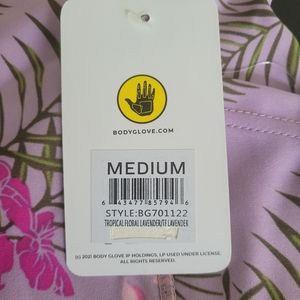 BODYGLOVE.COM
MEDIUM
6 43477 85794 6
STYLE:BG701122
TROPICAL FLORAL LAVENDER/TF LAVENDER
(c) 2021 BODY GLOVE IP HOLDINGS, LP USED UNDER LICENSE.
ALL RIGHTS RESERVED.